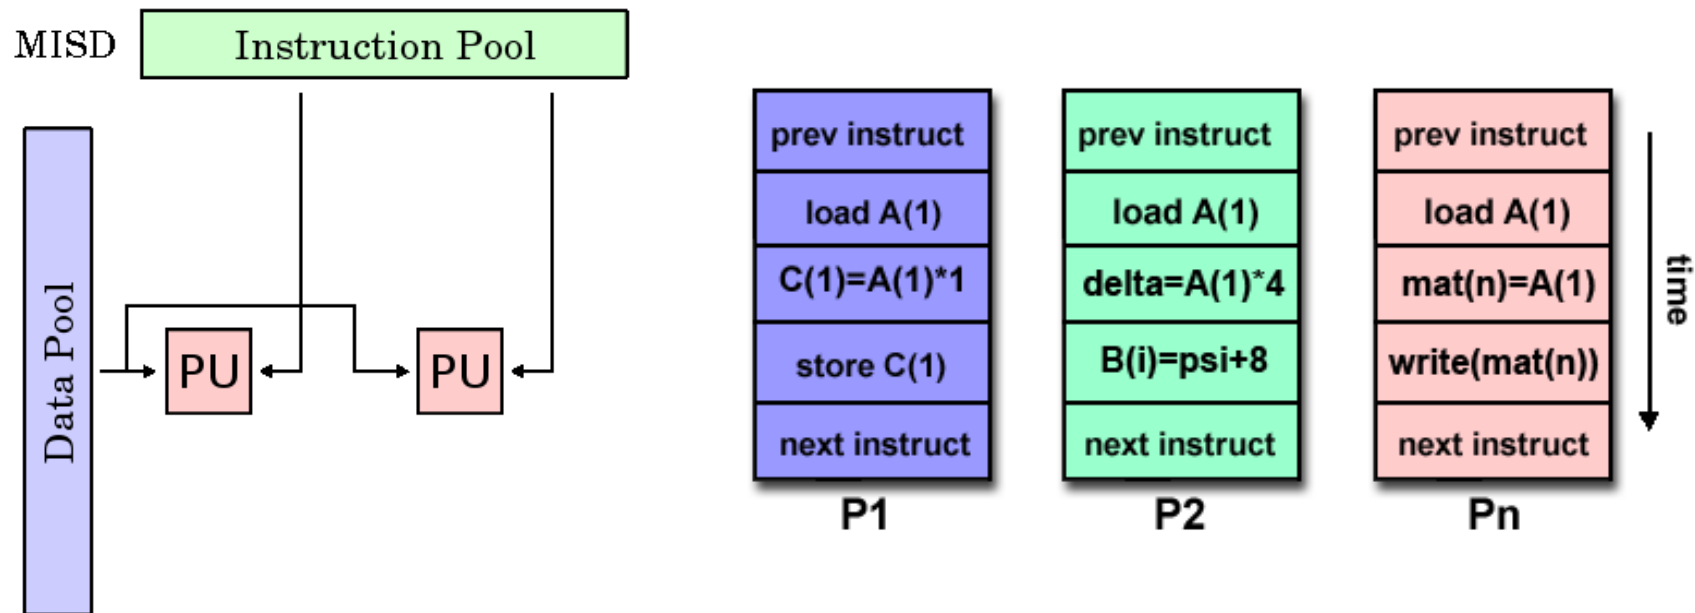 MISD
Instruction Pool
Data Pool
PU
PU
prev instruct
load A(1)
C(1)=A(1)*1
store C(1)
next instruct
P1
prev instruct
load A(1)
delta=A(1)*4
B(i)=psi+8
next instruct
P2
prev instruct
load A(1)
mat(n)=A(1)
write(mat(n))
next instruct
Pn
time